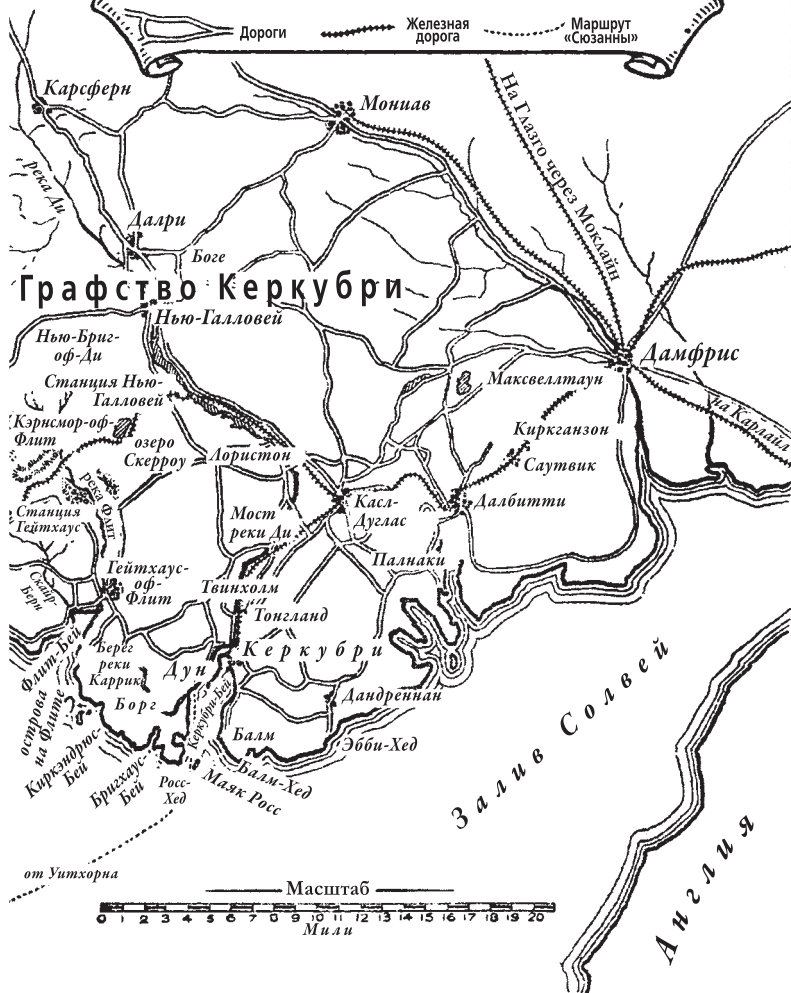 Дороги
Железная
дорога
Маршрут
«Сюзанны»
Карсферн
Мониав
На Глазго через Моклайн
река Ди
Далри
Боге
Графство Керкубри
Нью-Галловей
Нью-Бриг-
оф-Ди
Дамфрис
Станция Нью-
Галловей
Максвеллтаун
на Карлайл
Кэрнсмор-оф-
Флит
Киркганзон
озеро
Скерроу
Лористон
Саутвик
река Флит
Станция
Гейтхаус
Мост
реки Ди
Касл-
Дуглас
Далбитти
Палнаки
Гейтхаус-
оф-
Флит
Скайр-
Берн
Твинхолм
Тонгланд
Флит-Бей
Берег
реки
Каррик
Дун
Керкубри
Борг
Керкубри-Бей
Дандреннан
острова
на Флите
Балм
Эбби-Хед
Киркэндрюс-
Бей
Бригхаус-
Бей
Росс-
Хед
Маяк Росс
Балм-Хед
Залив Солвей
Англия
от Уитхорна
Масштаб
0 1 2 3 4 5 6 7 8 9 10 11 12 13 14 15 16 17 18 19 20
Мили